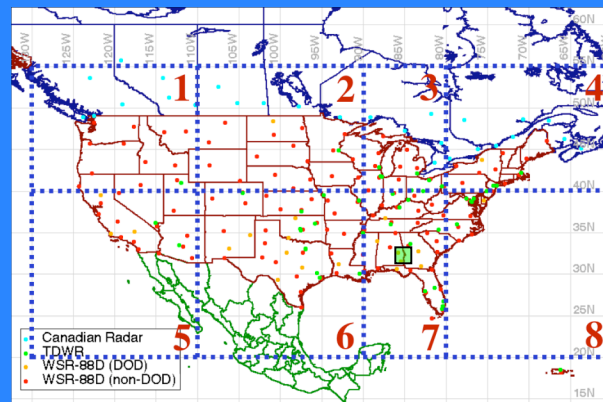 130W 125W 120W 115W 110W 105W 100W 95W 90W 85W 80W 75W 70W 65W 60N
55N
1 2 3 4
50N
45N
40N
35N
30N
25N
5 6 7 8
Canadian Radar
TDWR
WSR-88D (DOD)
WSR-88D (non-DOD)
20N
15N